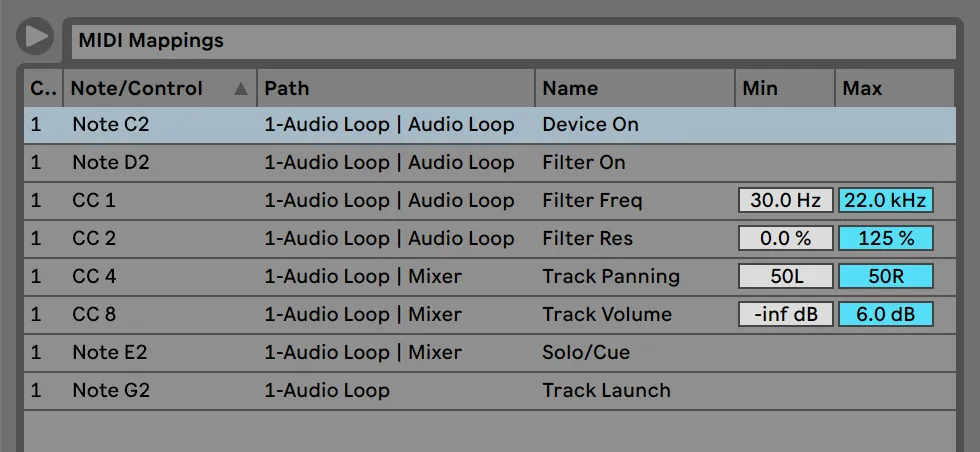 MIDI Mappings
C.. Note/Control Path Name Min Max
1 Note C2 1-Audio Loop | Audio Loop Device On
1 Note D2 1-Audio Loop | Audio Loop Filter On
1 CC 1 1-Audio Loop | Audio Loop Filter Freq 30.0 Hz 22.0 kHz
1 CC 2 1-Audio Loop | Audio Loop Filter Res 0.0 % 125 %
1 CC 4 1-Audio Loop | Mixer Track Panning 50L 50R
1 CC 8 1-Audio Loop | Mixer Track Volume -inf dB 6.0 dB
1 Note E2 1-Audio Loop | Mixer Solo/Cue
1 Note G2 1-Audio Loop Track Launch